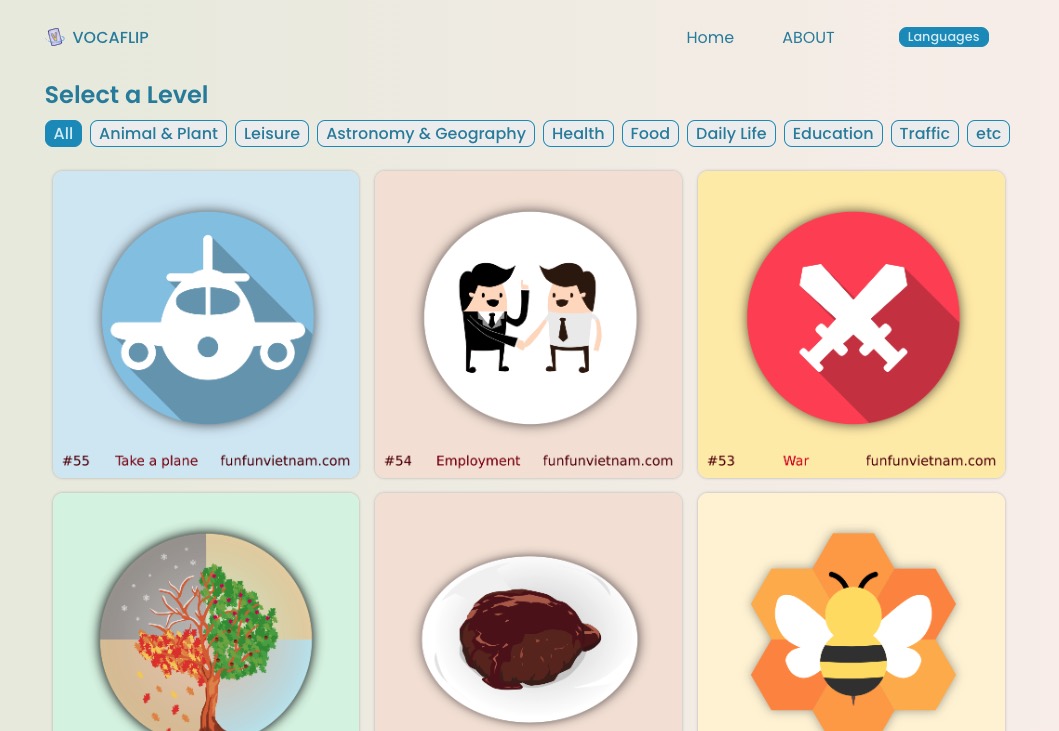 VOCAFLIP Home ABOUT Languages
Select a Level
All Animal & Plant Leisure Astronomy & Geography Health Food Daily Life Education Traffic etc
#55 Take a plane funfunvietnam.com
#54 Employment funfunvietnam.com
#53 War funfunvietnam.com